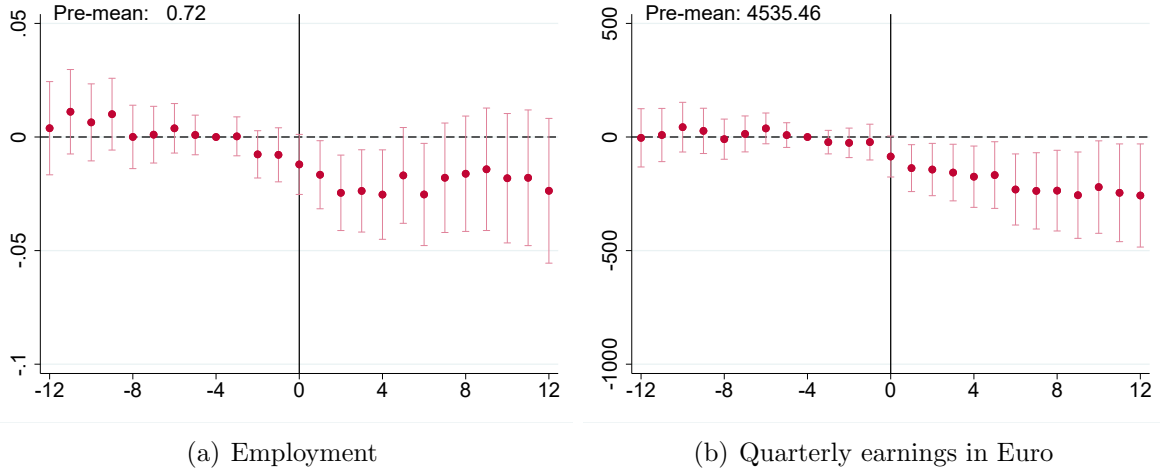 Pre-mean: 0.72
.05
0
-.05
-.1
-12 -8 -4 0 4 8 12
(a) Employment
Pre-mean: 4535.46
500
0
-500
-1000
-12 -8 -4 0 4 8 12
(b) Quarterly earnings in Euro